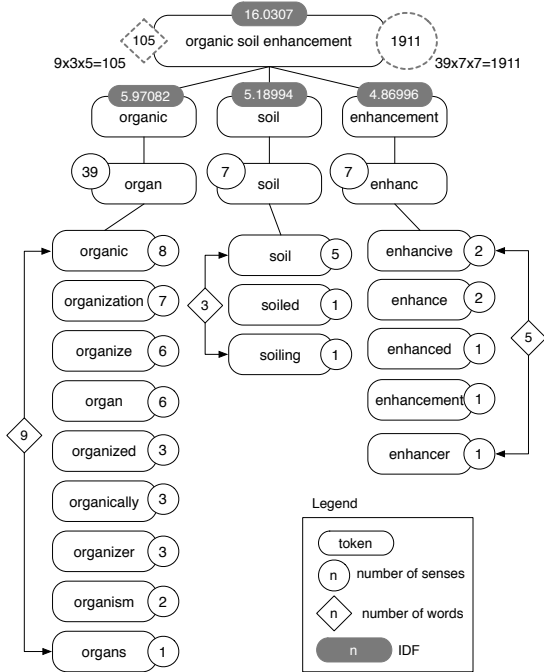 16.0307
105
organic soil enhancement
1911
9x3x5=105
39x7x7=1911
5.97082
5.18994
4.86996
organic
soil
enhancement
39
organ
7
soil
7
enhanc
organic 8
organization 7
organize 6
organ 6
organized 3
organically 3
organizer 3
organism 2
organs 1
9
soil 5
soiled 1
soiling 1
3
enhancive 2
enhance 2
enhanced 1
enhancement 1
enhancer 1
5
Legend
token
n number of senses
n number of words
n IDF